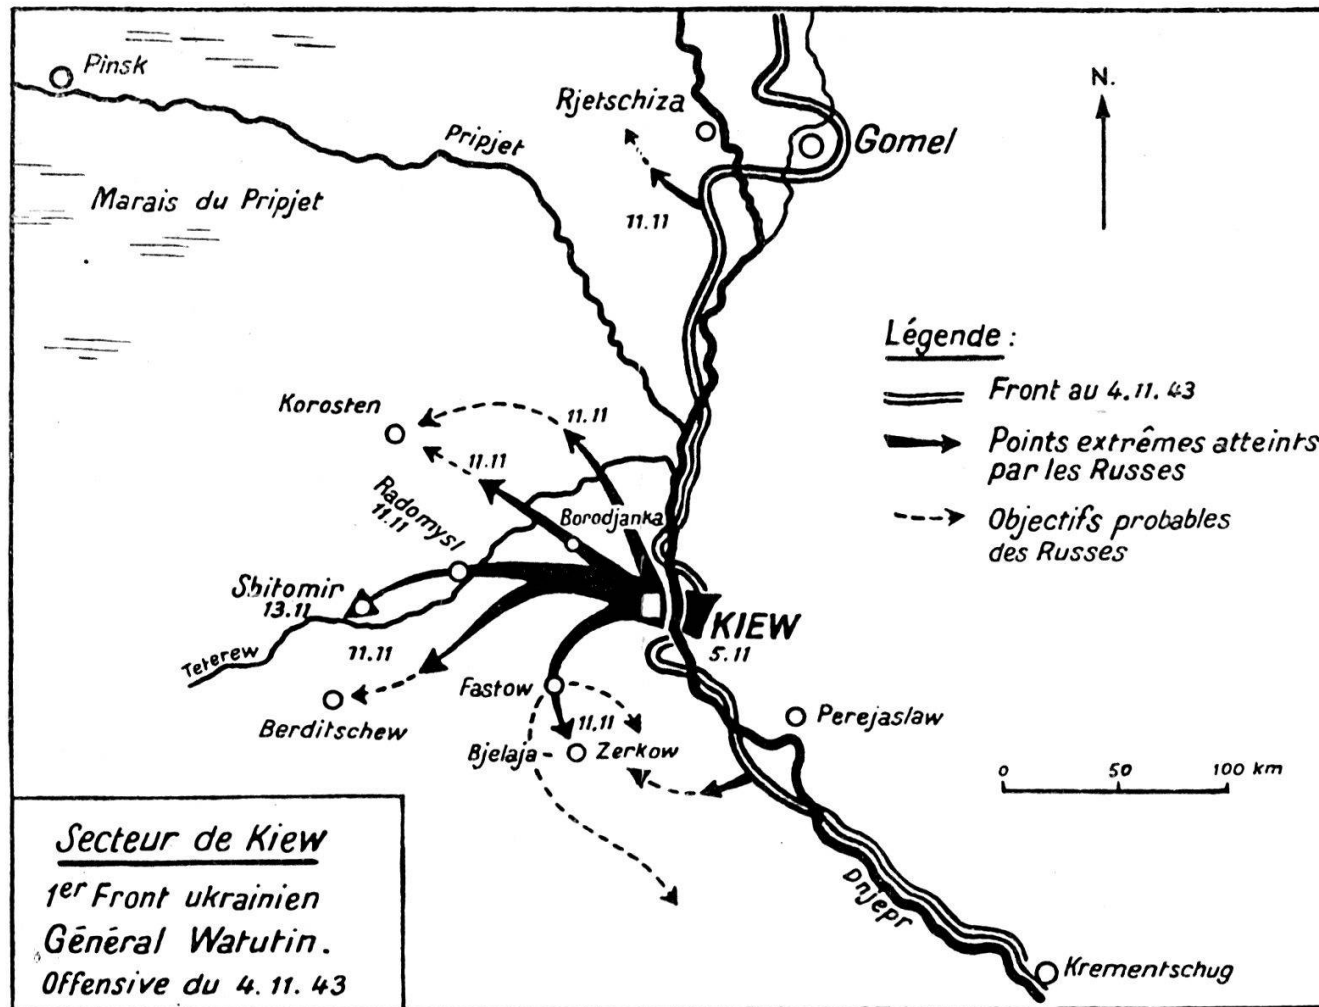 Pinsk
Pripjet
Marais du Pripjet
Rjetschiza
Gomel
N.
11.11
Légende :
Front au 4.11.43
Points extrêmes atteints
par les Russes
Objectifs probables
des Russes
Korosten
11.11
11.11
Radomysl
11.11
Borodjanka
Shitomir
13.11
KIEW
5.11
Teterew
11.11
Berditschew
Fastow
11.11
Bjelaja - Zerkow
Perejaslaw
0 50 100 km
Dnjepr
Krementschug
Secteur de Kiew
1er Front ukrainien
Général Watutin.
Offensive du 4.11.43